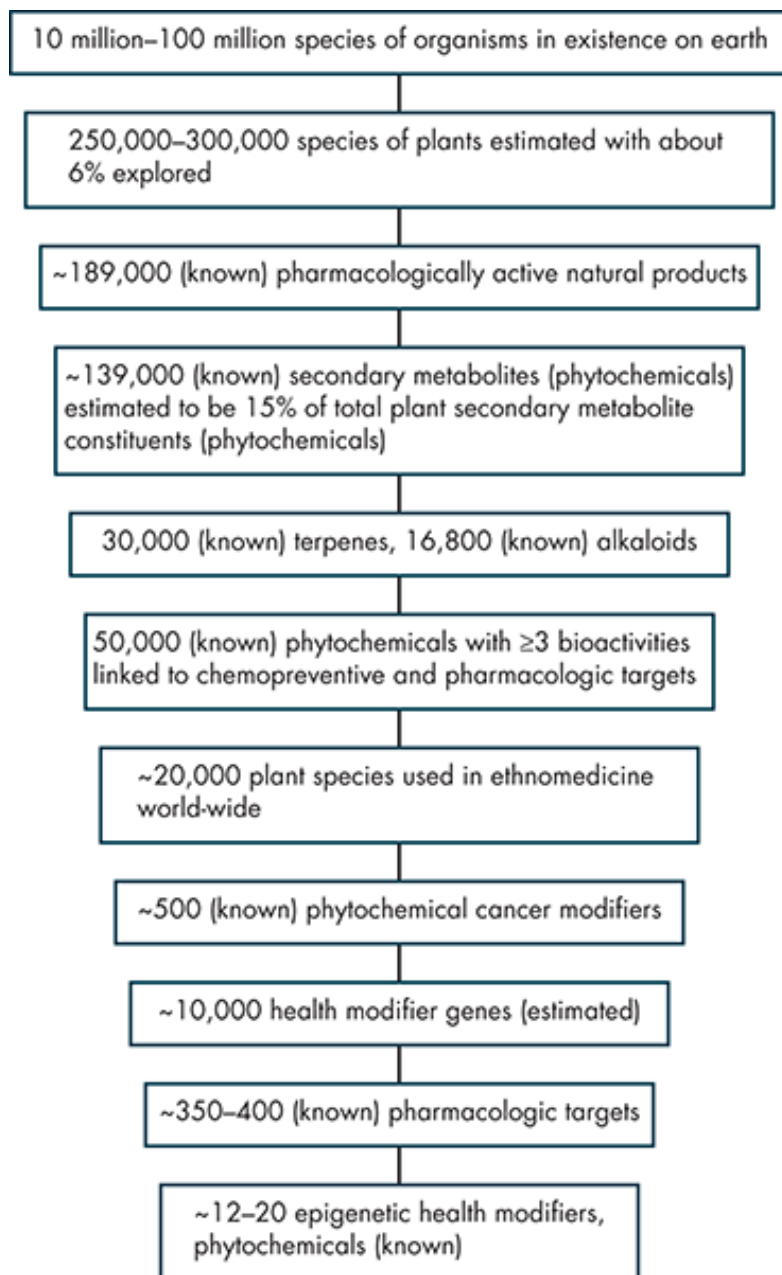 10 million–100 million species of organisms in existence on earth
250,000–300,000 species of plants estimated with about
6% explored
~189,000 (known) pharmacologically active natural products
~139,000 (known) secondary metabolites (phytochemicals)
estimated to be 15% of total plant secondary metabolite
constituents (phytochemicals)
30,000 (known) terpenes, 16,800 (known) alkaloids
50,000 (known) phytochemicals with ≥3 bioactivities
linked to chemopreventive and pharmacologic targets
~20,000 plant species used in ethnomedicine
world-wide
~500 (known) phytochemical cancer modifiers
~10,000 health modifier genes (estimated)
~350–400 (known) pharmacologic targets
~12–20 epigenetic health modifiers,
phytochemicals (known)